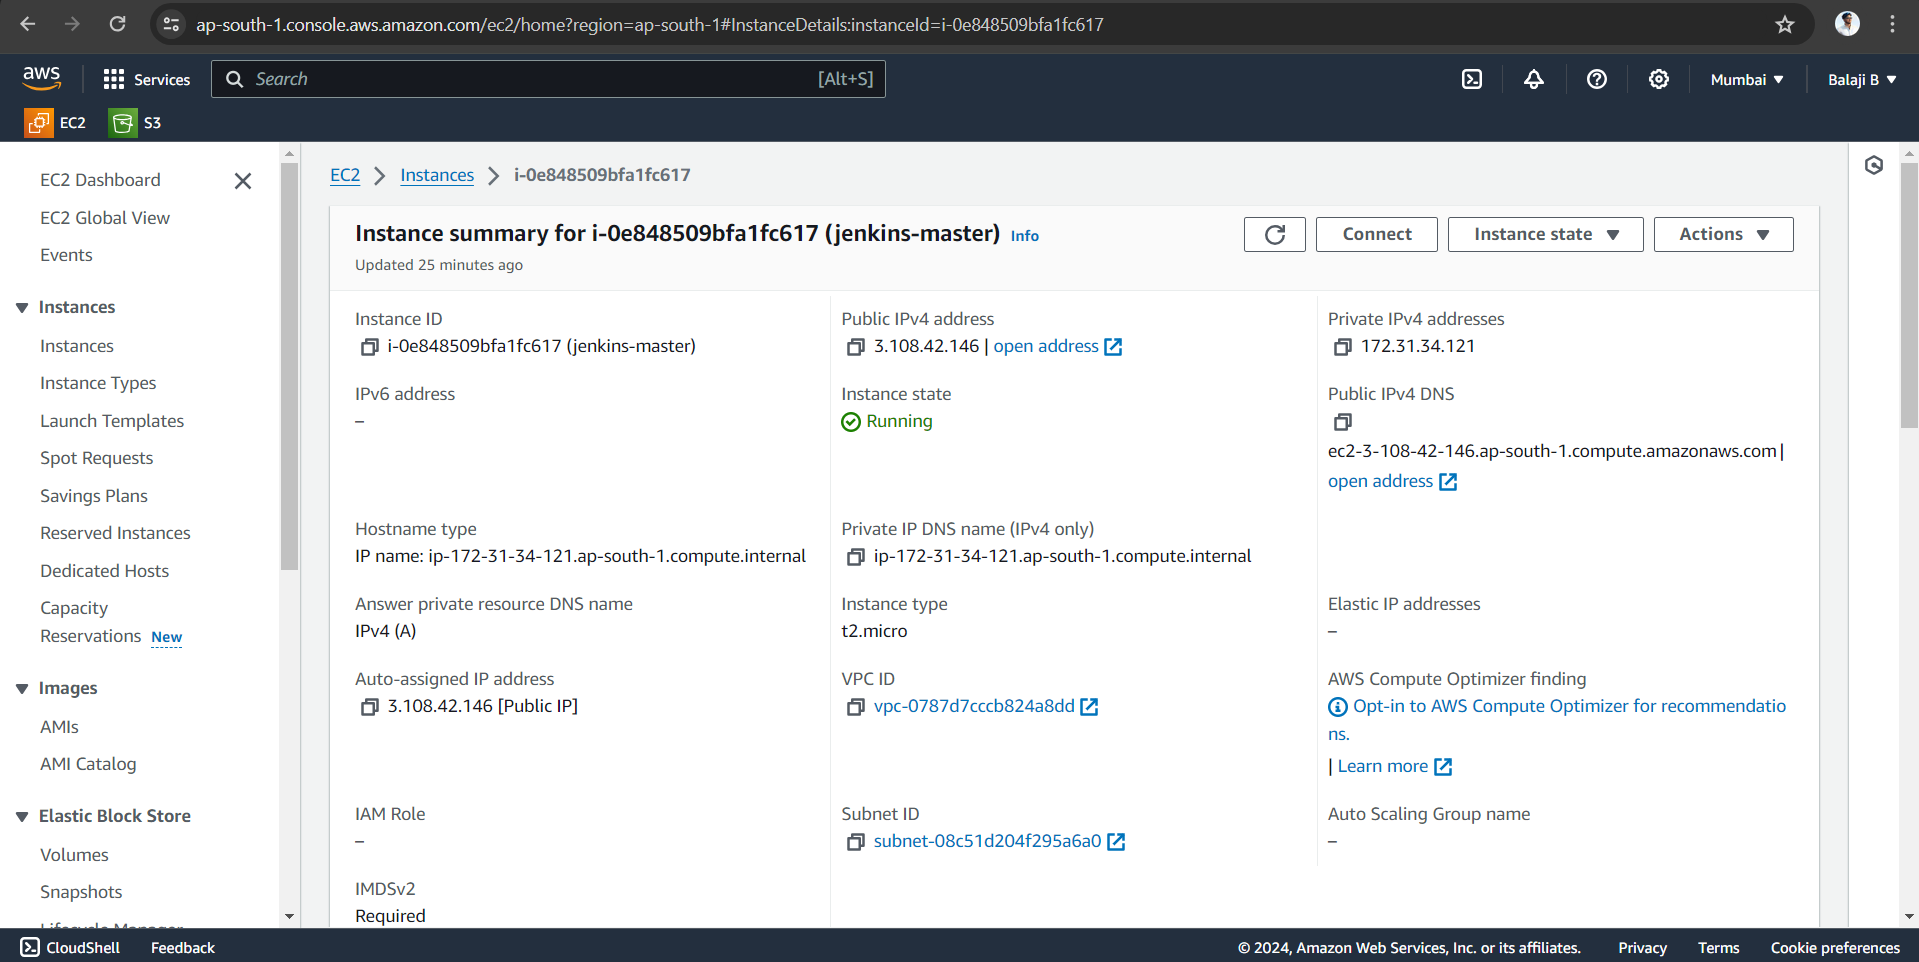 ap-south-1.console.aws.amazon.com/ec2/home?region=ap-south-1#InstanceDetails:instanceId=i-0e848509bfa1fc617
aws
Services
Search
[Alt+S]
Mumbai
Balaji B
EC2
S3
EC2 Dashboard
EC2 Global View
Events
Instances
Instances
Instance Types
Launch Templates
Spot Requests
Savings Plans
Reserved Instances
Dedicated Hosts
Capacity
Reservations New
Images
AMIs
AMI Catalog
Elastic Block Store
Volumes
Snapshots
Lifecycle Manager
EC2
Instances
i-0e848509bfa1fc617
Instance summary for i-0e848509bfa1fc617 (jenkins-master) Info
Updated 25 minutes ago
Connect
Instance state
Actions
Instance ID
i-0e848509bfa1fc617 (jenkins-master)
Public IPv4 address
3.108.42.146 | open address
Private IPv4 addresses
172.31.34.121
IPv6 address
–
Instance state
Running
Public IPv4 DNS
ec2-3-108-42-146.ap-south-1.compute.amazonaws.com |
open address
Hostname type
IP name: ip-172-31-34-121.ap-south-1.compute.internal
Private IP DNS name (IPv4 only)
ip-172-31-34-121.ap-south-1.compute.internal
Answer private resource DNS name
IPv4 (A)
Instance type
t2.micro
Elastic IP addresses
–
Auto-assigned IP address
3.108.42.146 [Public IP]
VPC ID
vpc-0787d7cccb824a8dd
AWS Compute Optimizer finding
Opt-in to AWS Compute Optimizer for recommendatio
ns.
| Learn more
IAM Role
–
Subnet ID
subnet-08c51d204f295a6a0
Auto Scaling Group name
–
IMDSv2
Required
CloudShell
Feedback
© 2024, Amazon Web Services, Inc. or its affiliates.
Privacy
Terms
Cookie preferences